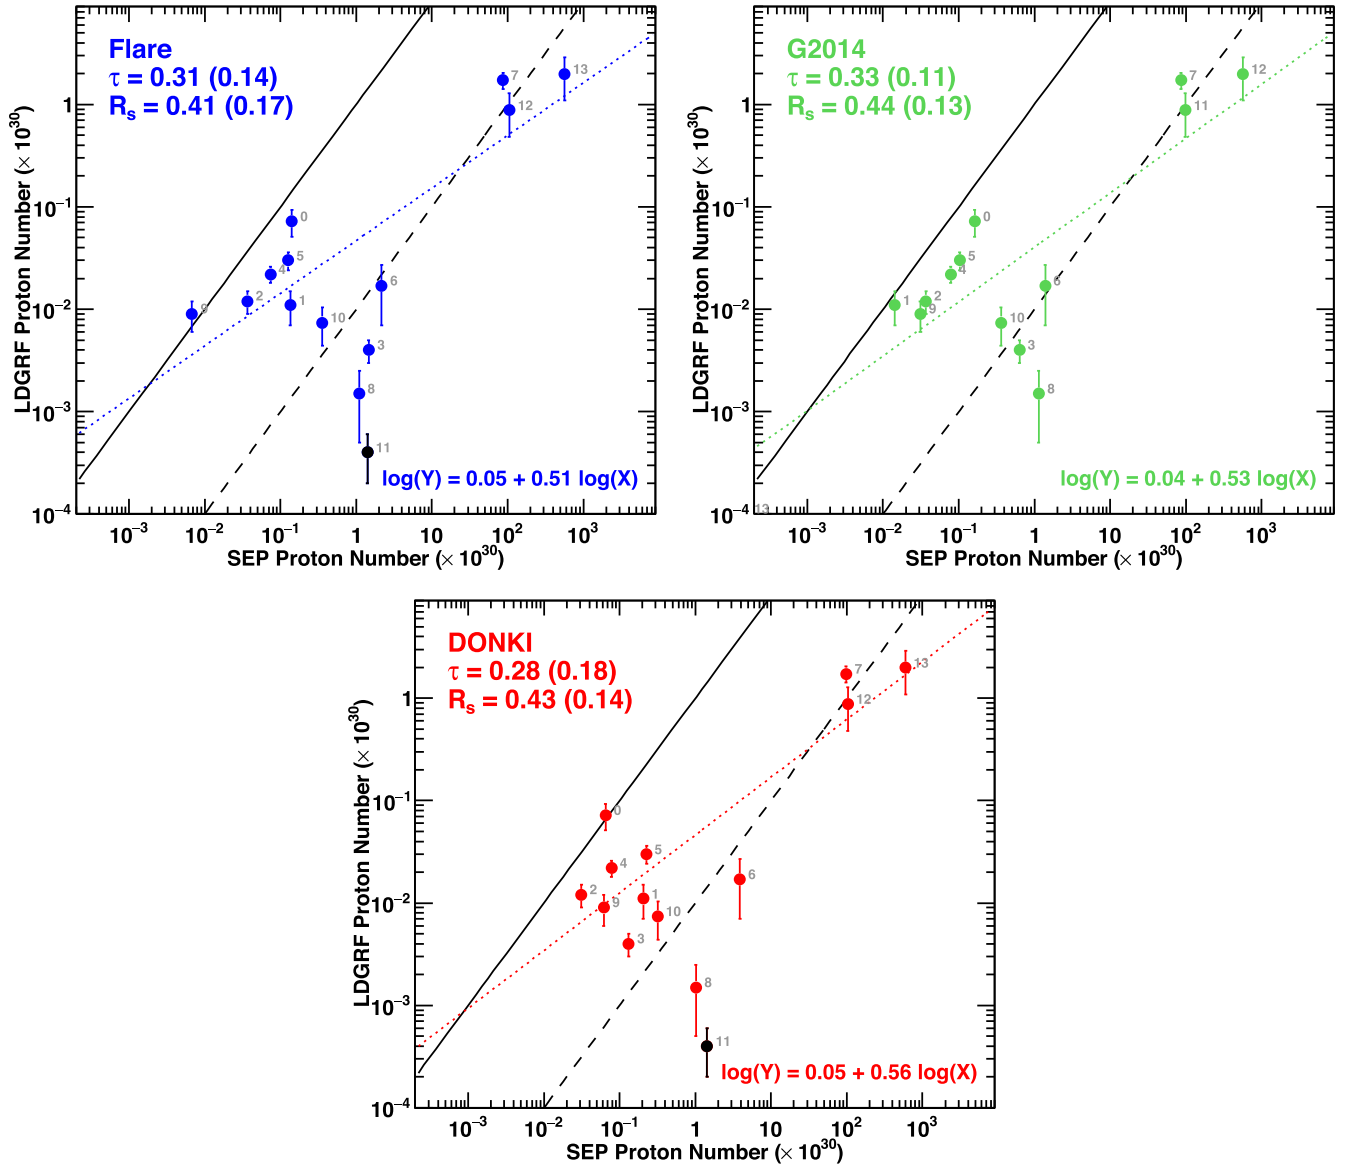 Flare
τ = 0.31 (0.14)
Rs = 0.41 (0.17)
LDGRF Proton Number (× 10^30)
1
10^−1
10^−2
10^−3
10^−4
7
13
12
0
5
4
6
9
2
1
10
3
8
11
log(Y) = 0.05 + 0.51 log(X)
10^−3 10^−2 10^−1 1 10 10^2 10^3
SEP Proton Number (× 10^30)
G2014
τ = 0.33 (0.11)
Rs = 0.44 (0.13)
LDGRF Proton Number (× 10^30)
1
10^−1
10^−2
10^−3
10^−4
7
12
11
0
5
4
6
1
2
9
10
3
8
13
log(Y) = 0.04 + 0.53 log(X)
10^−3 10^−2 10^−1 1 10 10^2 10^3
SEP Proton Number (× 10^30)
DONKI
τ = 0.28 (0.18)
Rs = 0.43 (0.14)
LDGRF Proton Number (× 10^30)
1
10^−1
10^−2
10^−3
10^−4
7
13
12
0
5
4
6
2
1
9
10
3
8
11
log(Y) = 0.05 + 0.56 log(X)
10^−3 10^−2 10^−1 1 10 10^2 10^3
SEP Proton Number (× 10^30)